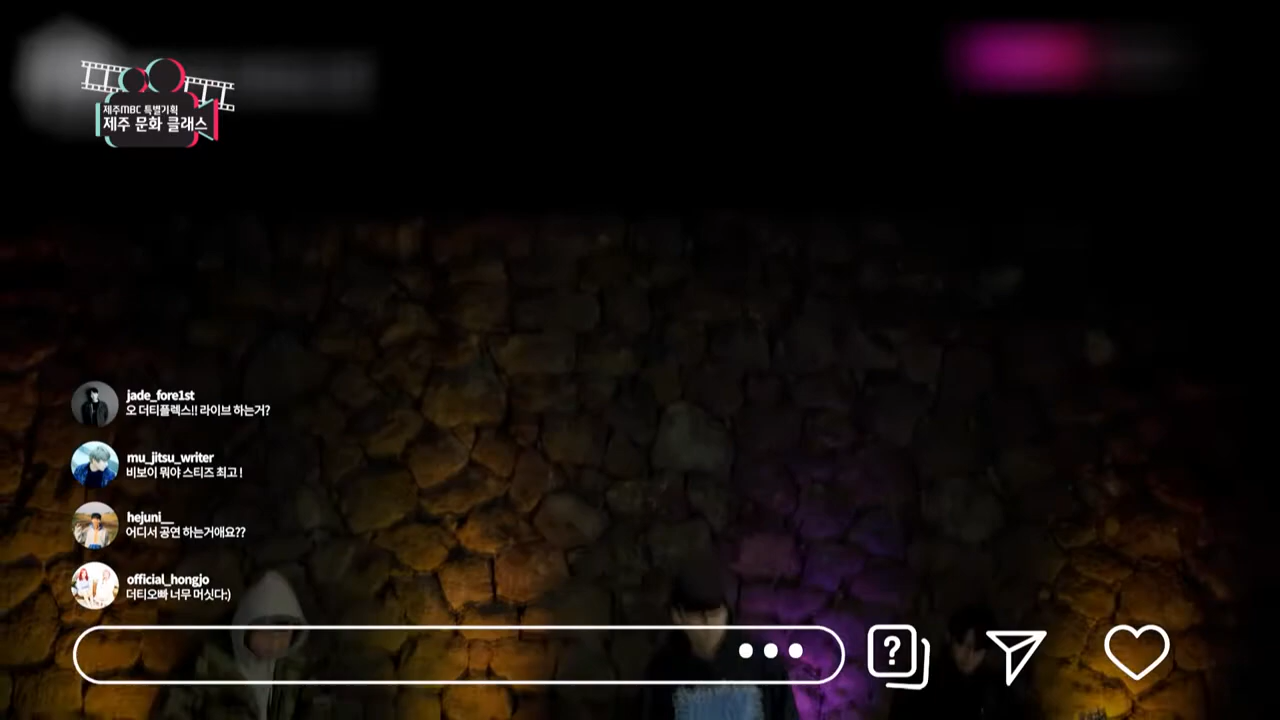 제주MBC 특별기획
제주 문화 클래스
jade_fore1st
오 더티플렉스!! 라이브 하는거?
mu_jitsu_writer
비보이 뭐야 스티즈 최고 !
hejuni__
어디서 공연 하는거애요??
official_hongjo
더티오빠 너무 머싯다;)
?